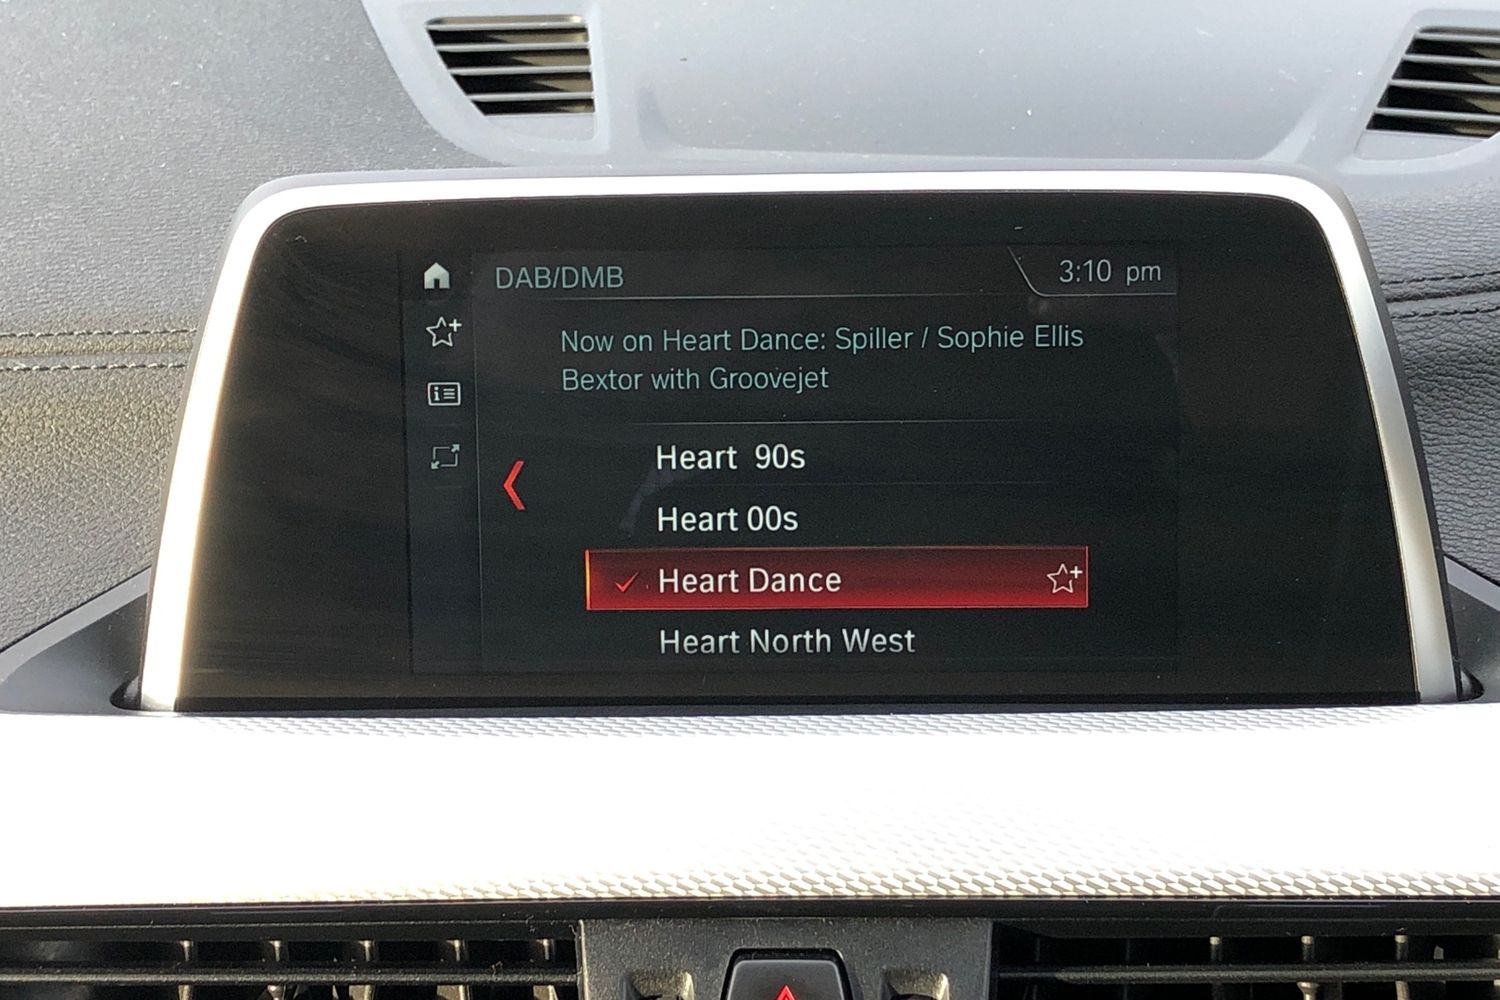 DAB/DMB
3:10 pm
Now on Heart Dance: Spiller / Sophie Ellis
Bextor with Groovejet
Heart 90s
Heart 00s
Heart Dance
Heart North West